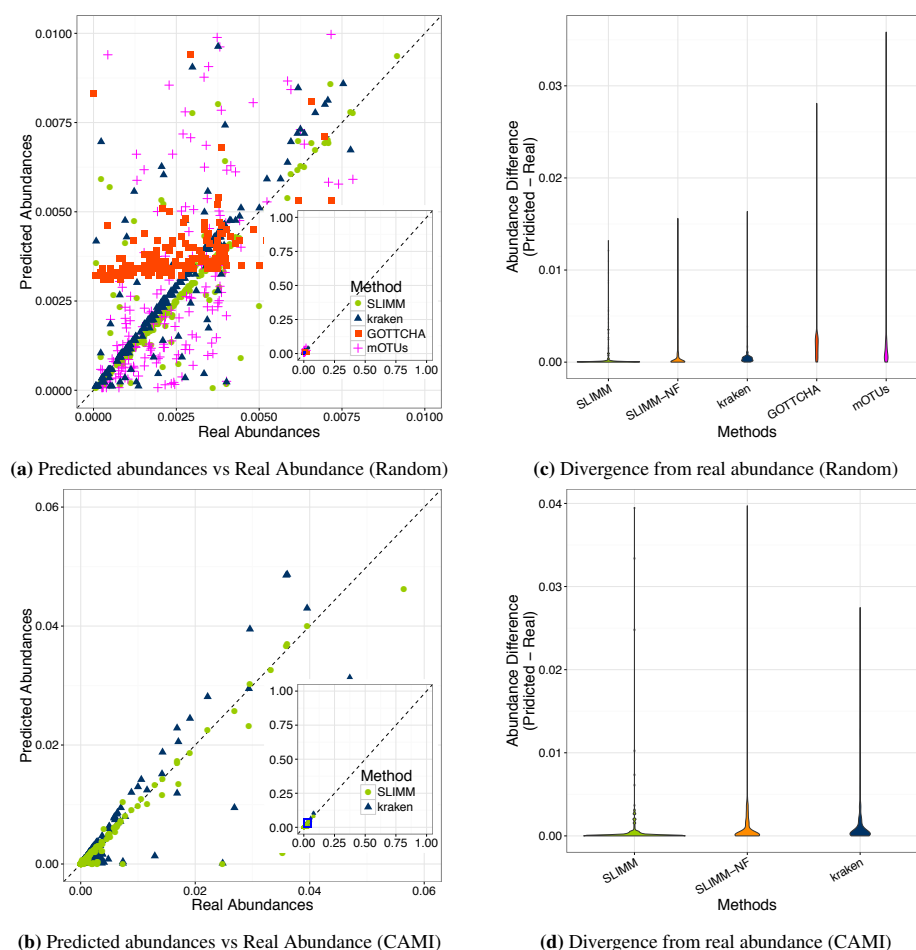 0.0100
0.0075
0.0050
0.0025
0.0000
Predicted Abundances
1.00
0.75
0.50
0.25
0.00
Method
SLIMM
kraken
GOTTCHA
mOTUs
0.00 0.25 0.50 0.75 1.00
0.0000 0.0025 0.0050 0.0075 0.0100
Real Abundances
(a) Predicted abundances vs Real Abundance (Random)
Abundance Difference
(Pridicted − Real)
0.03
0.02
0.01
0.00
SLIMM
SLIMM−NF
kraken
GOTTCHA
mOTUs
Methods
(c) Divergence from real abundance (Random)
0.06
0.04
0.02
0.00
Predicted Abundances
1.00
0.75
0.50
0.25
0.00
Method
SLIMM
kraken
0.00 0.25 0.50 0.75 1.00
0.00 0.02 0.04 0.06
Real Abundances
(b) Predicted abundances vs Real Abundance (CAMI)
Abundance Difference
(Pridicted − Real)
0.04
0.03
0.02
0.01
0.00
SLIMM
SLIMM−NF
kraken
Methods
(d) Divergence from real abundance (CAMI)